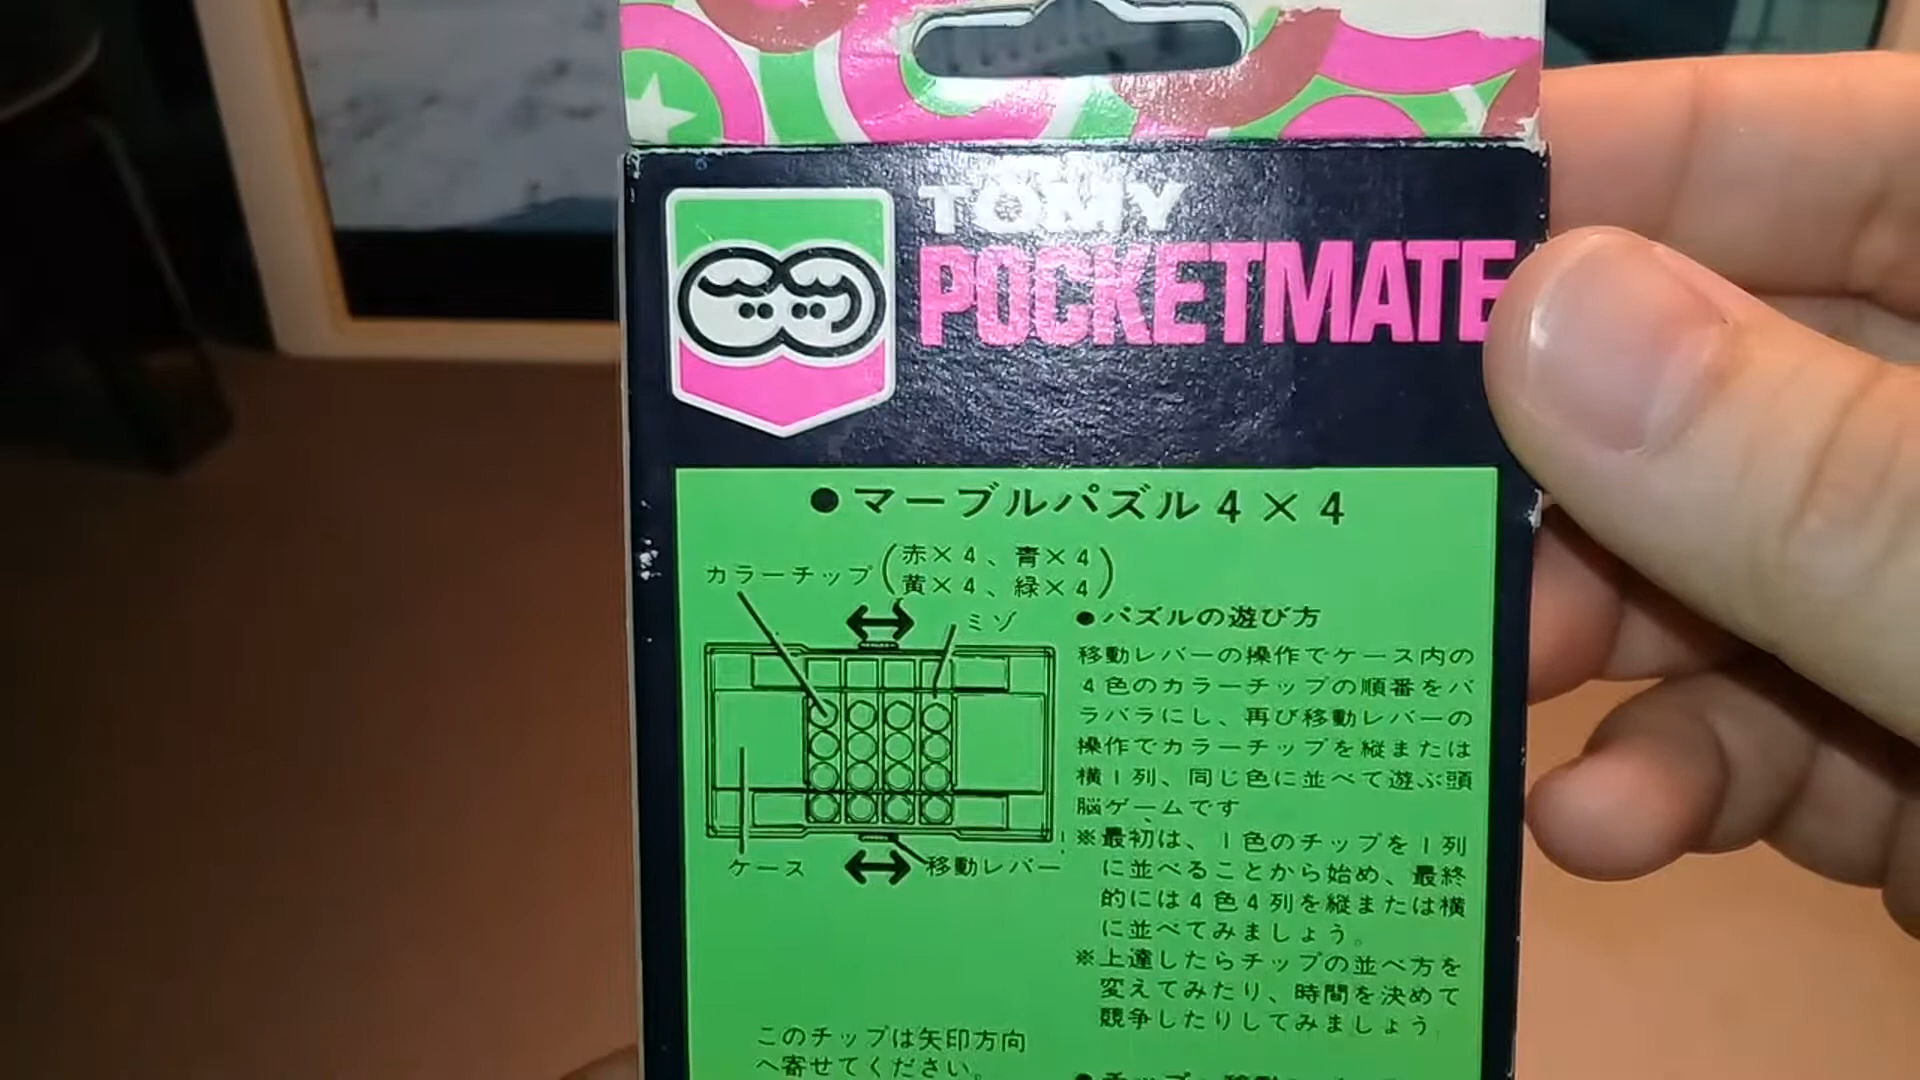 TOMY
POCKETMATE
●マーブルパズル4×4
カラーチップ(赤×4、青×4
黄×4、緑×4)
ミゾ
ケース
移動レバー
●パズルの遊び方
移動レバーの操作でケース内の
4色のカラーチップの順番をバ
ラバラにし、再び移動レバーの
操作でカラーチップを縦または
横1列、同じ色に並べて遊ぶ頭
脳ゲームです
※最初は、1色のチップを1列
に並べることから始め、最終
的には4色4列を縦または横
に並べてみましょう。
※上達したらチップの並べ方を
変えてみたり、時間を決めて
競争したりしてみましょう
このチップは矢印方向
へ寄せてください。